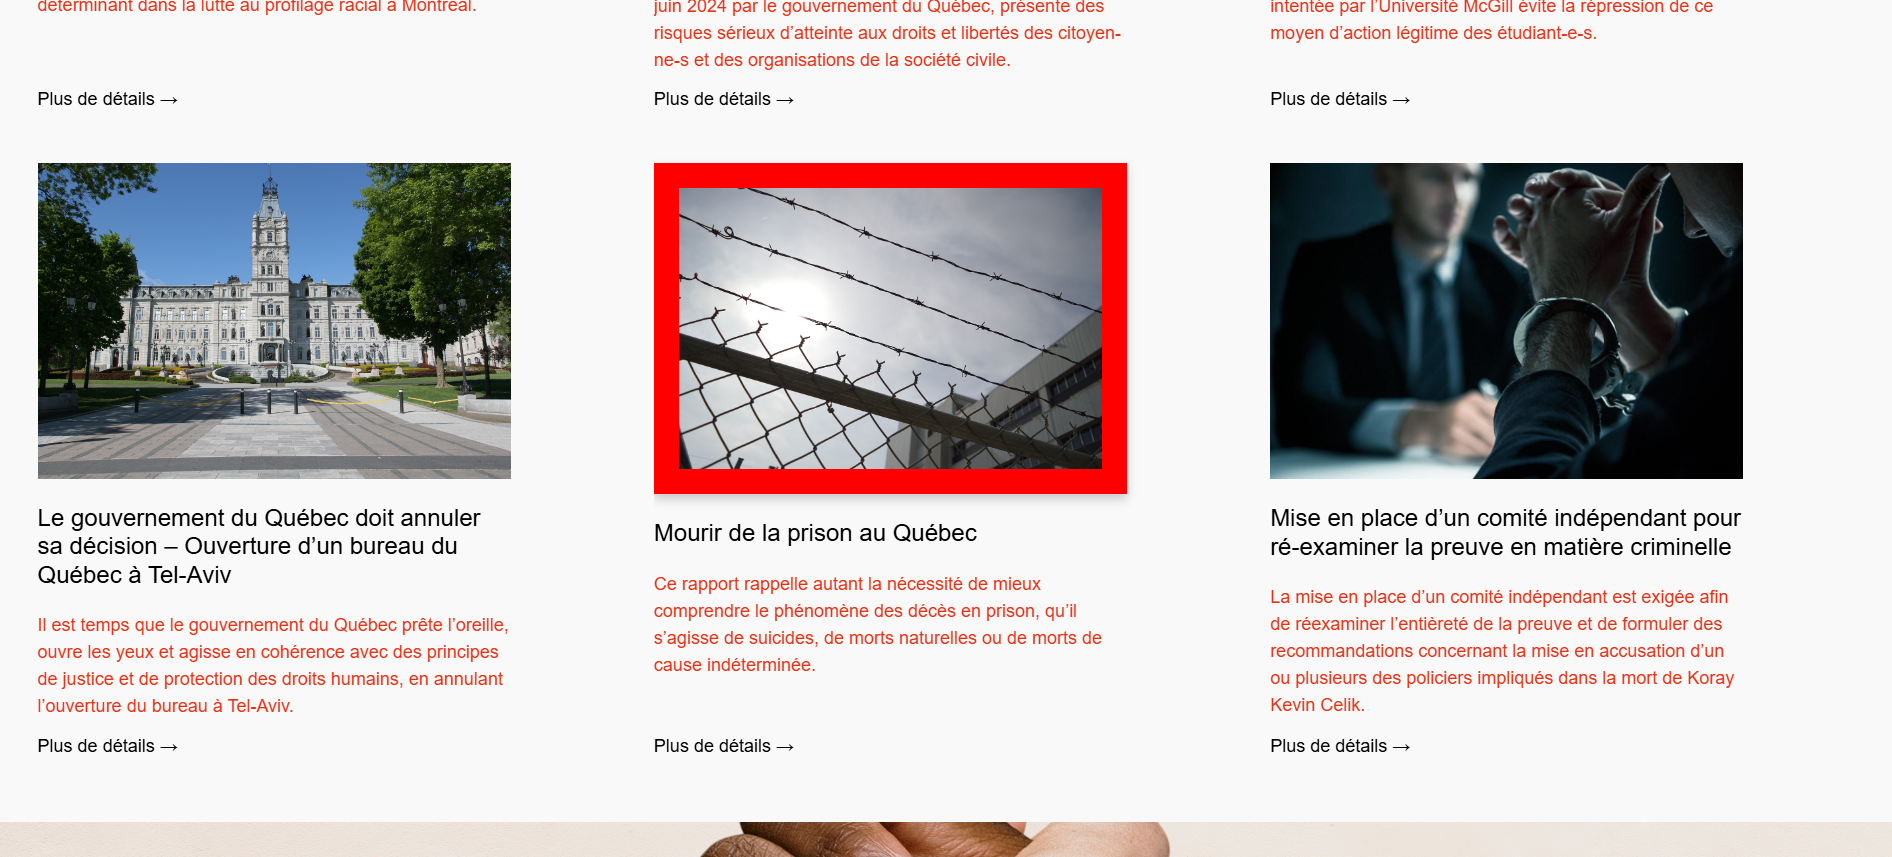 déterminant dans la lutte au profilage racial à Montréal.
Plus de détails →
juin 2024 par le gouvernement du Québec, présente des
risques sérieux d’atteinte aux droits et libertés des citoyen-
ne-s et des organisations de la société civile.
Plus de détails →
intentée par l’Université McGill évite la répression de ce
moyen d’action légitime des étudiant-e-s.
Plus de détails →
Le gouvernement du Québec doit annuler
sa décision – Ouverture d’un bureau du
Québec à Tel-Aviv
Il est temps que le gouvernement du Québec prête l’oreille,
ouvre les yeux et agisse en cohérence avec des principes
de justice et de protection des droits humains, en annulant
l’ouverture du bureau à Tel-Aviv.
Plus de détails →
Mourir de la prison au Québec
Ce rapport rappelle autant la nécessité de mieux
comprendre le phénomène des décès en prison, qu’il
s’agisse de suicides, de morts naturelles ou de morts de
cause indéterminée.
Plus de détails →
Mise en place d’un comité indépendant pour
ré-examiner la preuve en matière criminelle
La mise en place d’un comité indépendant est exigée afin
de réexaminer l’entièreté de la preuve et de formuler des
recommandations concernant la mise en accusation d’un
ou plusieurs des policiers impliqués dans la mort de Koray
Kevin Celik.
Plus de détails →